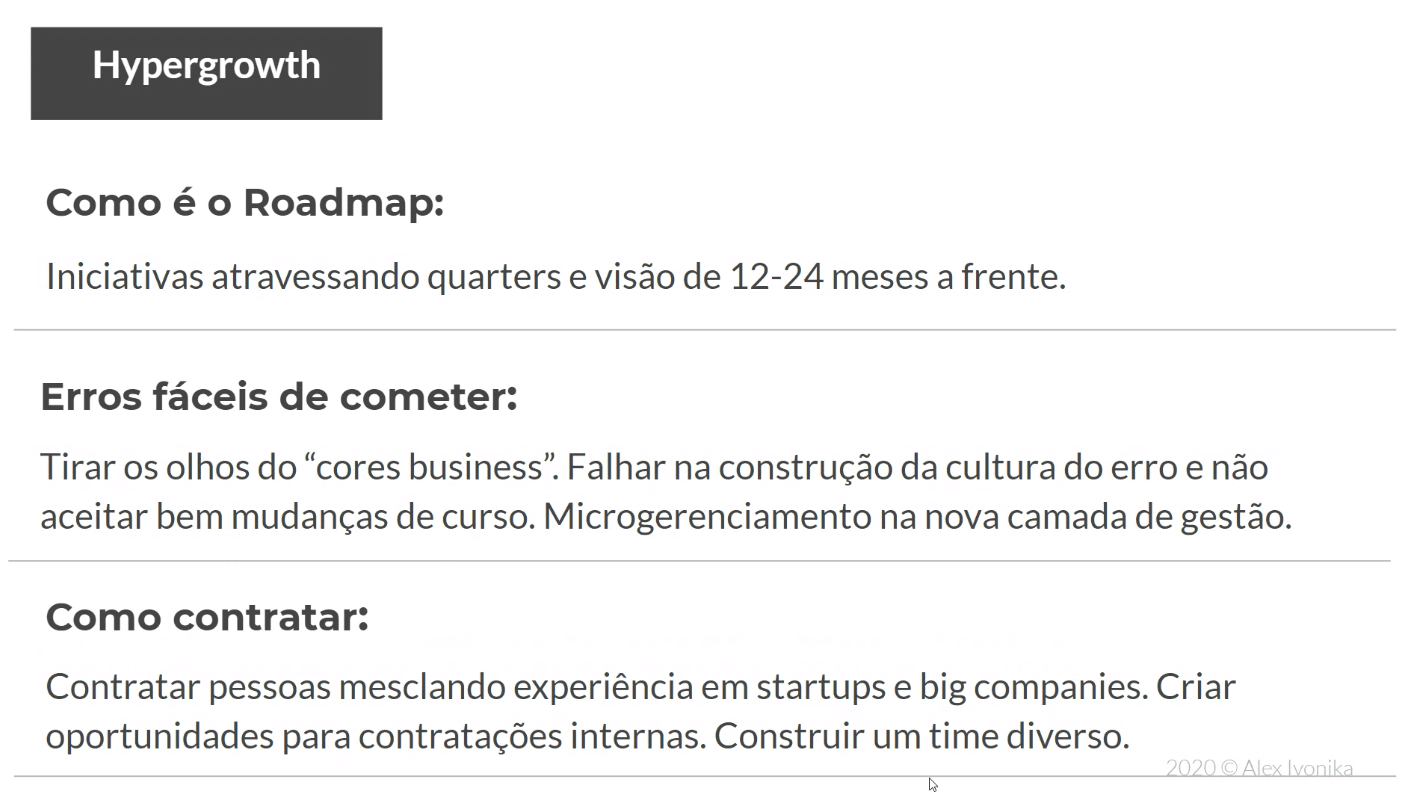 Hypergrowth
Como é o Roadmap:
Iniciativas atravessando quarters e visão de 12-24 meses a frente.
Erros fáceis de cometer:
Tirar os olhos do “cores business”. Falhar na construção da cultura do erro e não
aceitar bem mudanças de curso. Microgerenciamento na nova camada de gestão.
Como contratar:
Contratar pessoas mesclando experiência em startups e big companies. Criar
oportunidades para contratações internas. Construir um time diverso.
2020 © Alex Ivonika